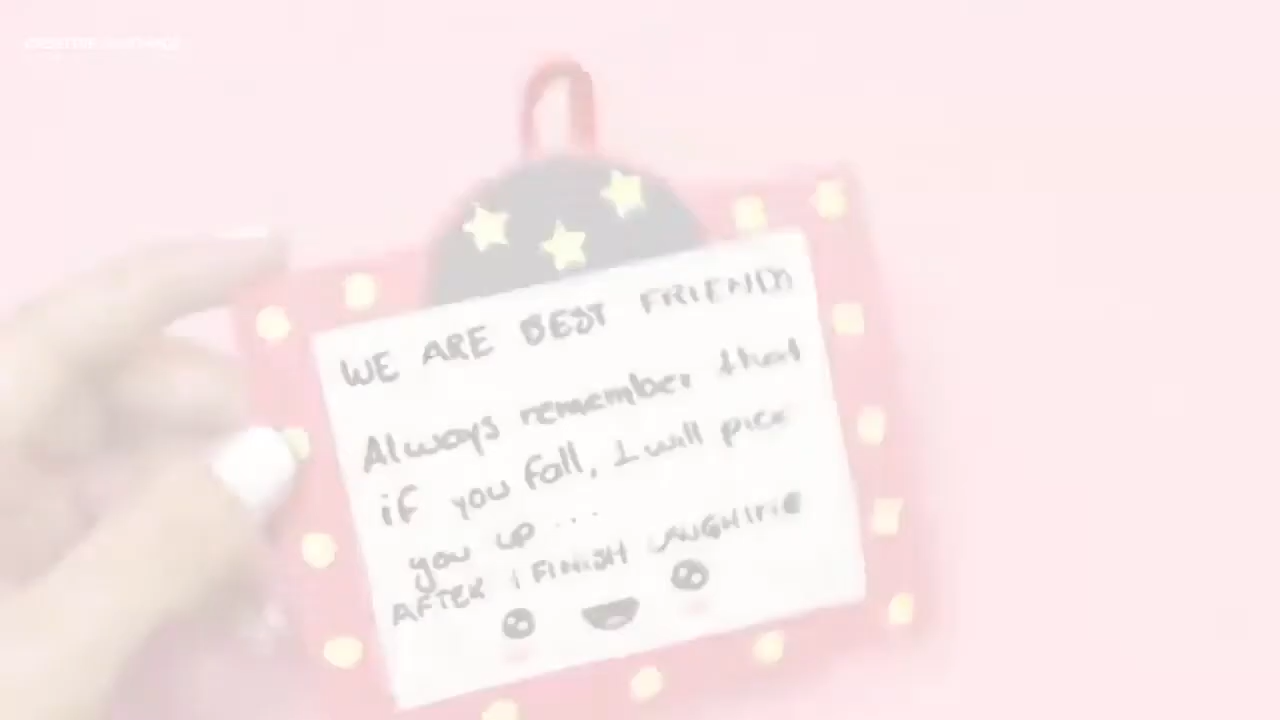 WE ARE BEST FRIENDS
Always remember that
if you fall, I will pick
you up ...
AFTER I FINISH LAUGHING